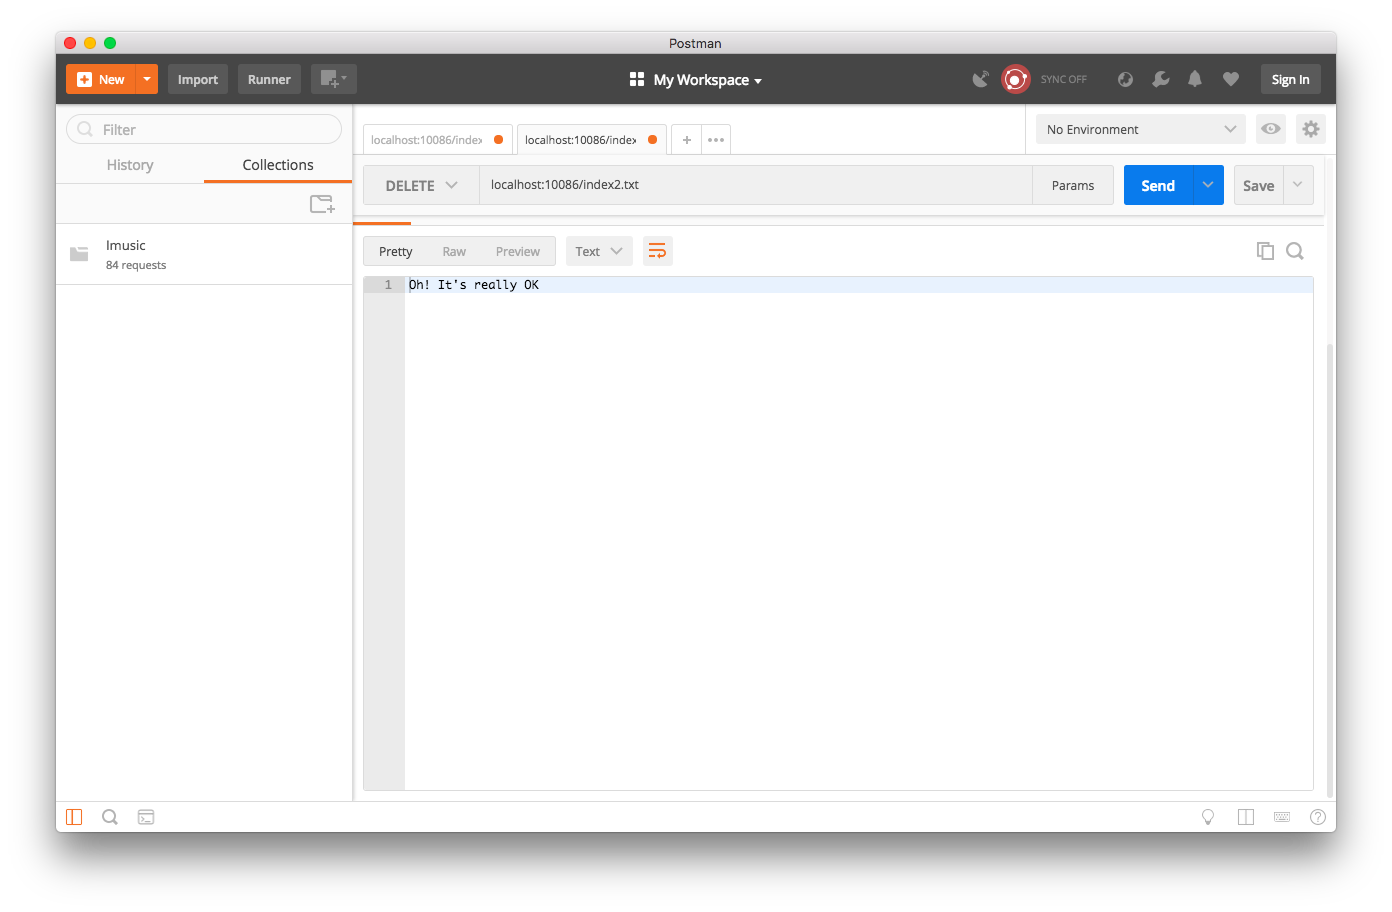 Postman
New
Import
Runner
My Workspace
SYNC OFF
Sign In
Filter
History
Collections
Imusic
84 requests
localhost:10086/index
localhost:10086/index
No Environment
DELETE
localhost:10086/index2.txt
Params
Send
Save
Pretty
Raw
Preview
Text
1
Oh! It's really OK